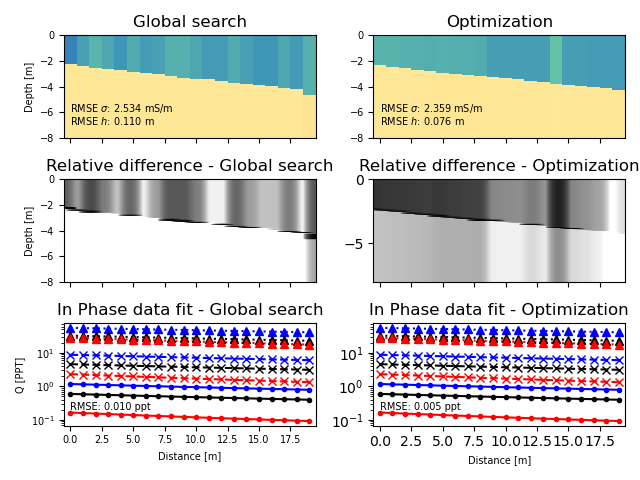 Global search
Optimization
0
−2
−4
−6
−8
Depth [m]
RMSE σ: 2.534 mS/m
RMSE h: 0.110 m
0
−2
−4
−6
−8
RMSE σ: 2.359 mS/m
RMSE h: 0.076 m
Relative difference - Global search
Relative difference - Optimization
0
−2
−4
−6
−8
Depth [m]
0
−5
In Phase data fit - Global search
In Phase data fit - Optimization
10¹
10⁰
10⁻¹
Q [PPT]
RMSE: 0.010 ppt
0.0 2.5 5.0 7.5 10.0 12.5 15.0 17.5
Distance [m]
10¹
10⁰
10⁻¹
RMSE: 0.005 ppt
0.0 2.5 5.0 7.5 10.0 12.5 15.0 17.5
Distance [m]